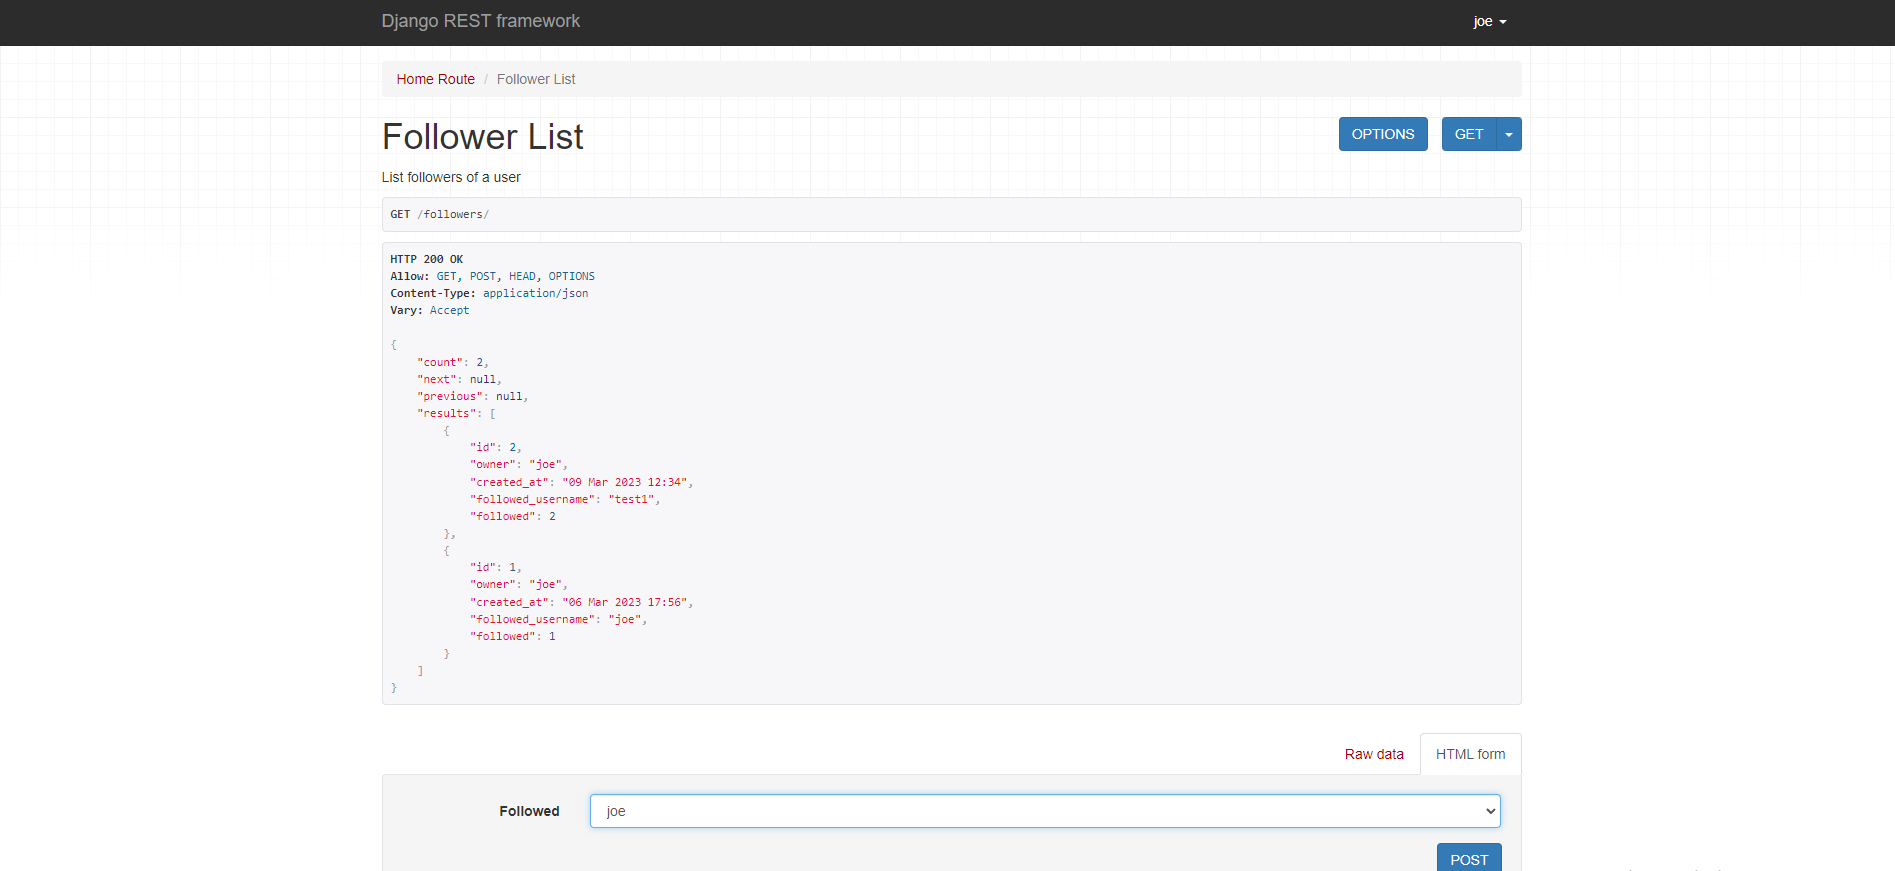 Django REST framework
joe
Home Route / Follower List
Follower List
OPTIONS
GET
List followers of a user
GET /followers/
HTTP 200 OK
Allow: GET, POST, HEAD, OPTIONS
Content-Type: application/json
Vary: Accept
{
    "count": 2,
    "next": null,
    "previous": null,
    "results": [
        {
            "id": 2,
            "owner": "joe",
            "created_at": "09 Mar 2023 12:34",
            "followed_username": "test1",
            "followed": 2
        },
        {
            "id": 1,
            "owner": "joe",
            "created_at": "06 Mar 2023 17:56",
            "followed_username": "joe",
            "followed": 1
        }
    ]
}
Raw data
HTML form
Followed
joe
POST